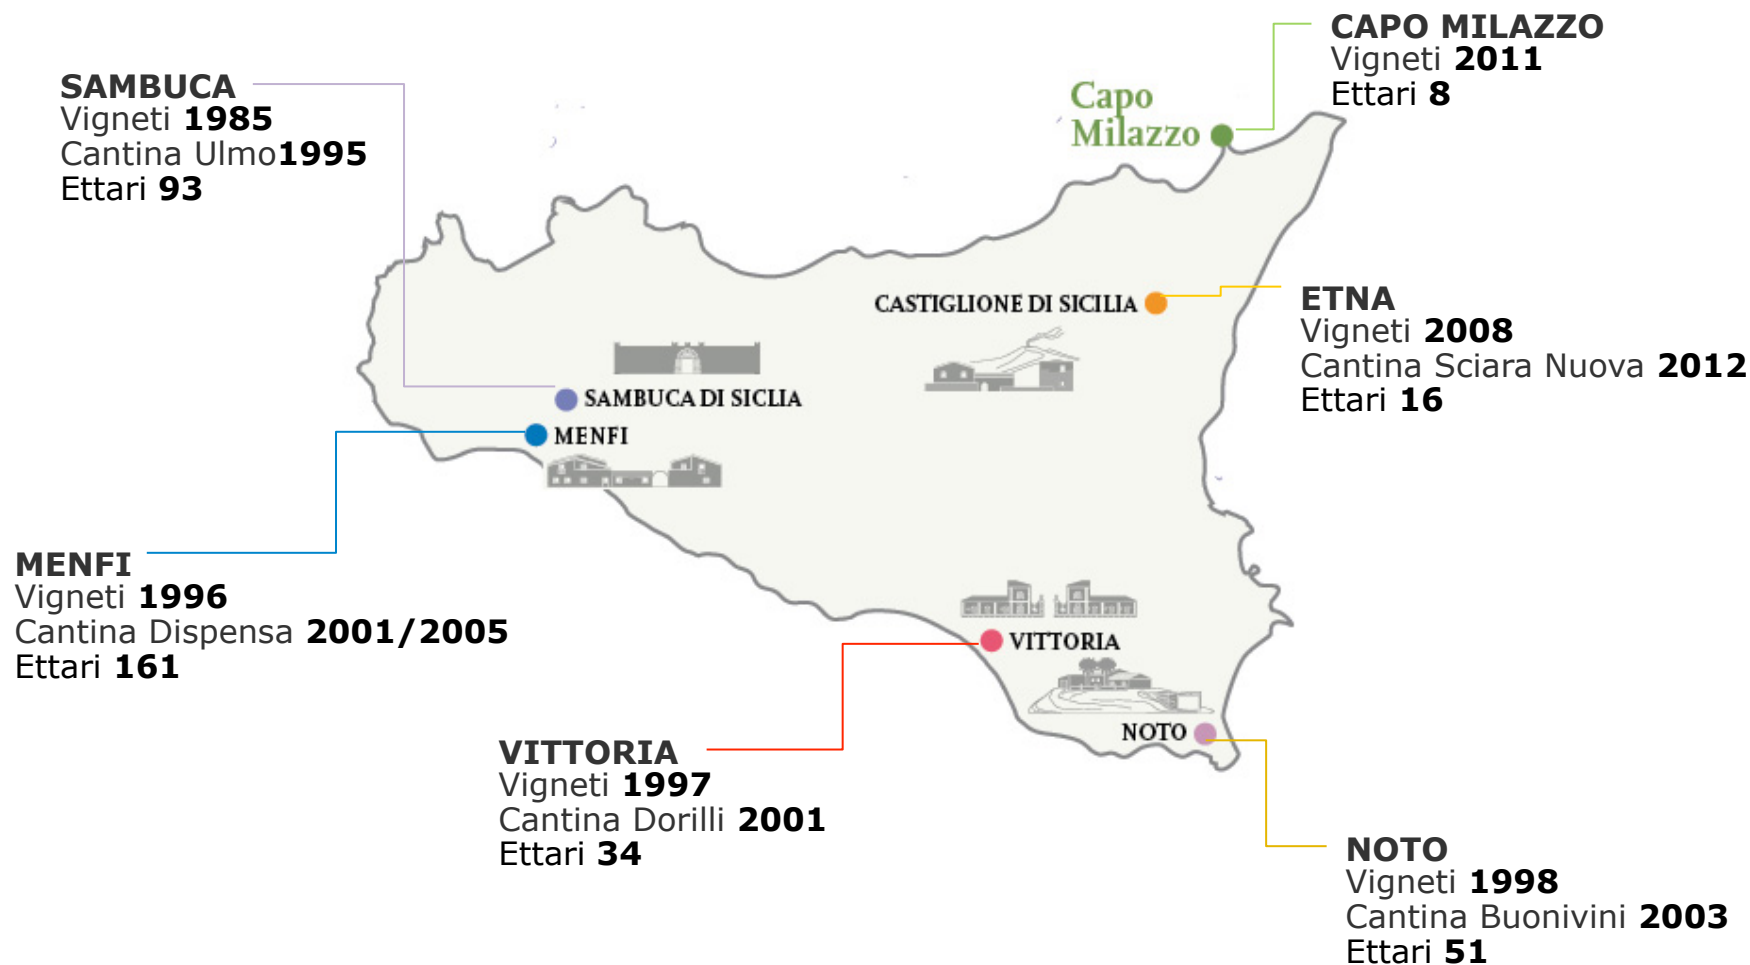 CAPO MILAZZO
Vigneti 2011
Ettari 8
SAMBUCA
Vigneti 1985
Cantina Ulmo1995
Ettari 93
Capo
Milazzo
CASTIGLIONE DI SICILIA
ETNA
Vigneti 2008
Cantina Sciara Nuova 2012
Ettari 16
SAMBUCA DI SICLIA
MENFI
MENFI
Vigneti 1996
Cantina Dispensa 2001/2005
Ettari 161
VITTORIA
NOTO
VITTORIA
Vigneti 1997
Cantina Dorilli 2001
Ettari 34
NOTO
Vigneti 1998
Cantina Buonivini 2003
Ettari 51